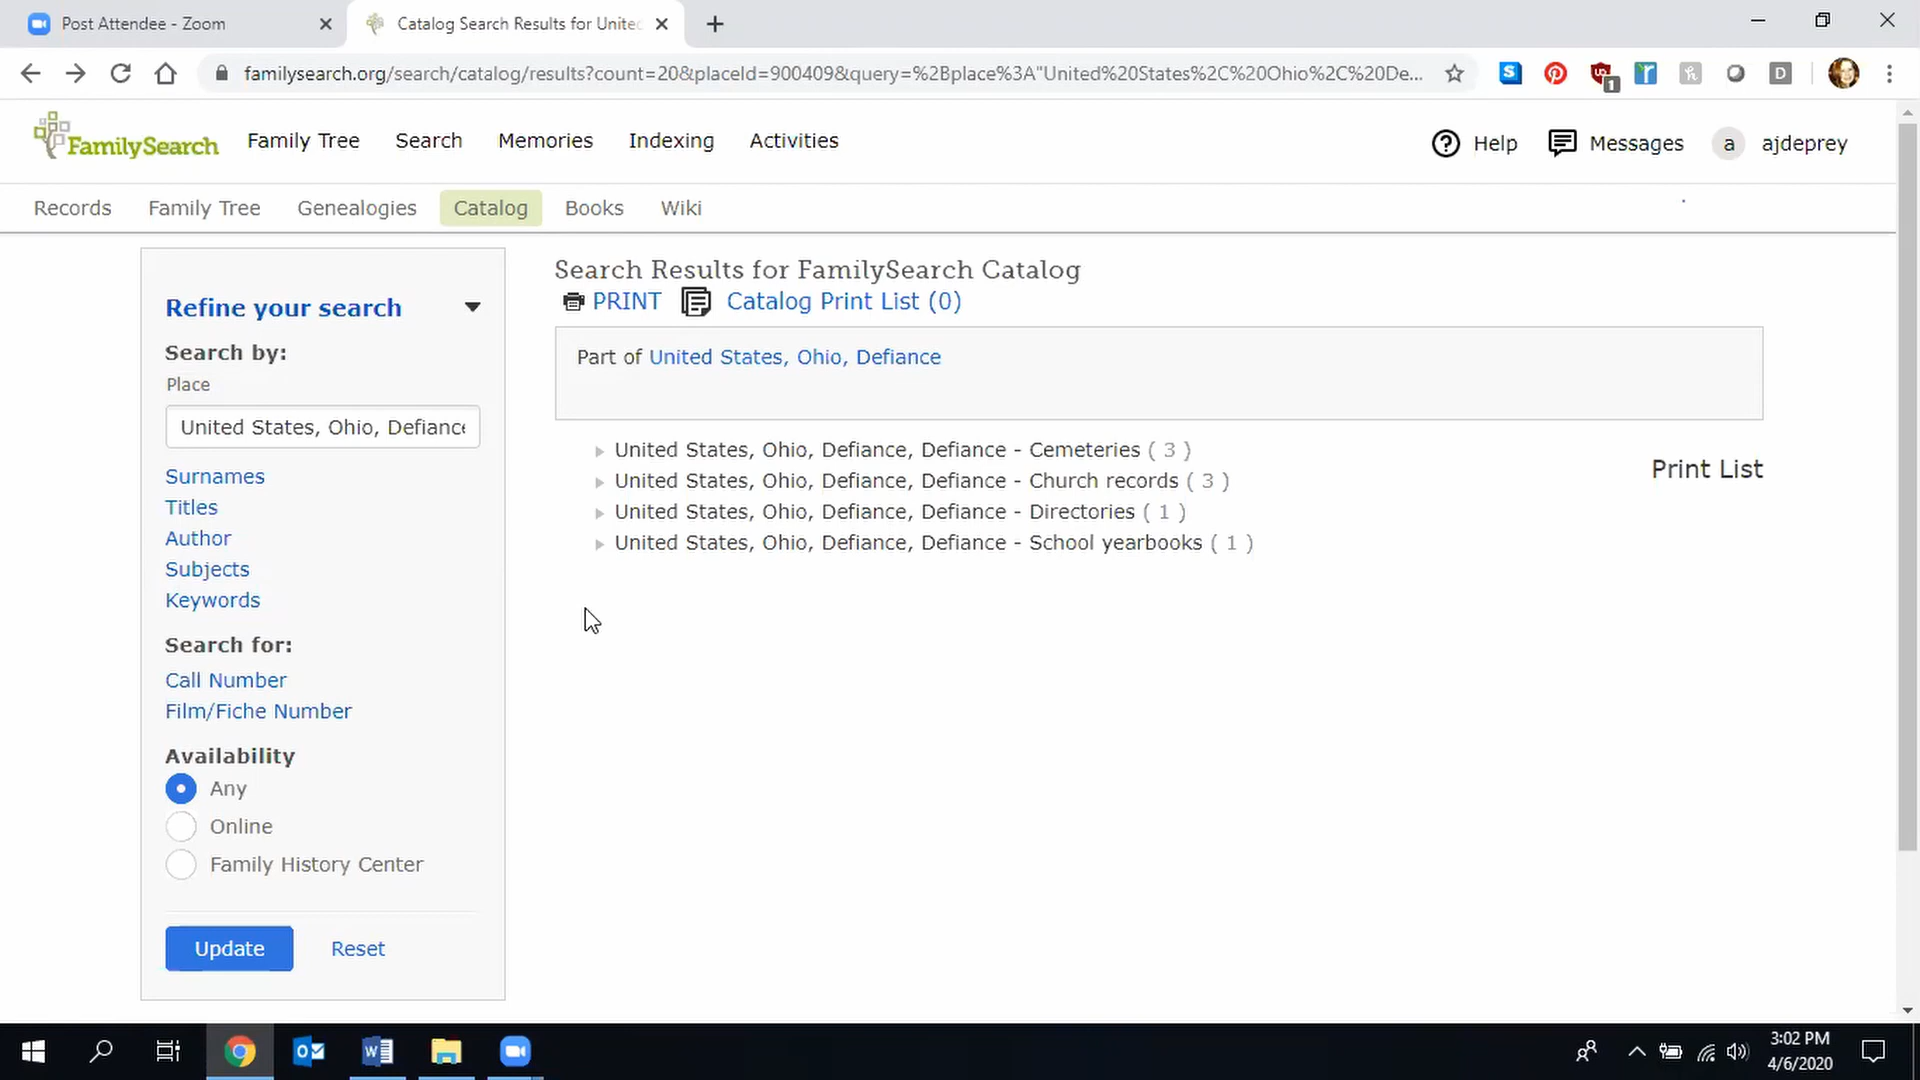 Post Attendee - Zoom
Catalog Search Results for Unite
familysearch.org/search/catalog/results?count=20&placeId=900409&query=%2Bplace%3A"United%20States%2C%20Ohio%2C%20De...
FamilySearch
Family Tree
Search
Memories
Indexing
Activities
Help
Messages
a
ajdeprey
Records
Family Tree
Genealogies
Catalog
Books
Wiki
Refine your search
Search by:
Place
United States, Ohio, Defiance
Surnames
Titles
Author
Subjects
Keywords
Search for:
Call Number
Film/Fiche Number
Availability
Any
Online
Family History Center
Update
Reset
Search Results for FamilySearch Catalog
PRINT
Catalog Print List (0)
Part of United States, Ohio, Defiance
United States, Ohio, Defiance, Defiance - Cemeteries ( 3 )
United States, Ohio, Defiance, Defiance - Church records ( 3 )
United States, Ohio, Defiance, Defiance - Directories ( 1 )
United States, Ohio, Defiance, Defiance - School yearbooks ( 1 )
Print List
3:02 PM
4/6/2020